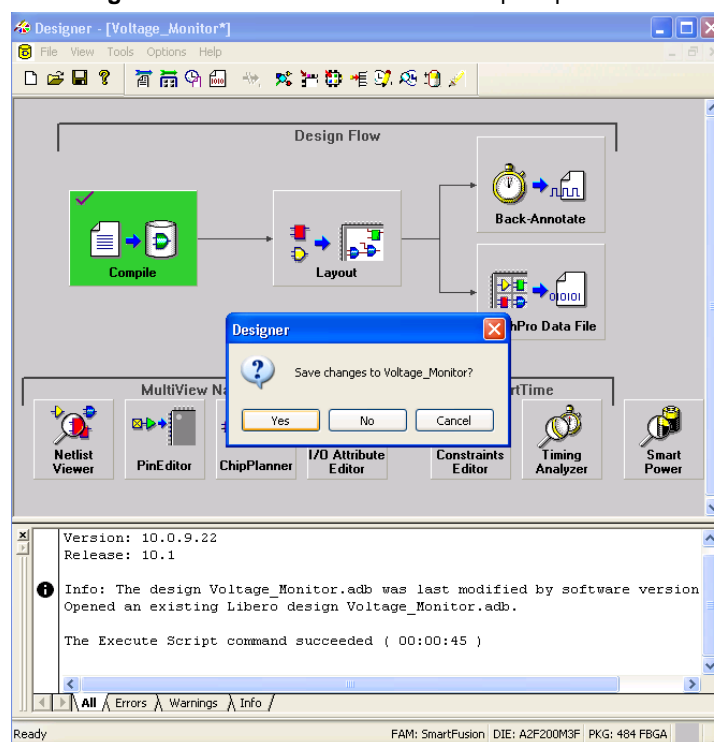 Designer - [Voltage_Monitor*]
File View Tools Options Help
Design Flow
Compile
Layout
Back-Annotate
hPro Data File
Designer
Save changes to Voltage_Monitor?
Yes No Cancel
MultiView Na
rtTime
Netlist Viewer
PinEditor
ChipPlanner
I/O Attribute Editor
Constraints Editor
Timing Analyzer
Smart Power
Version: 10.0.9.22
Release: 10.1
Info: The design Voltage_Monitor.adb was last modified by software version
Opened an existing Libero design Voltage_Monitor.adb.
The Execute Script command succeeded ( 00:00:45 )
All Errors Warnings Info
Ready FAM: SmartFusion DIE: A2F200M3F PKG: 484 FBGA